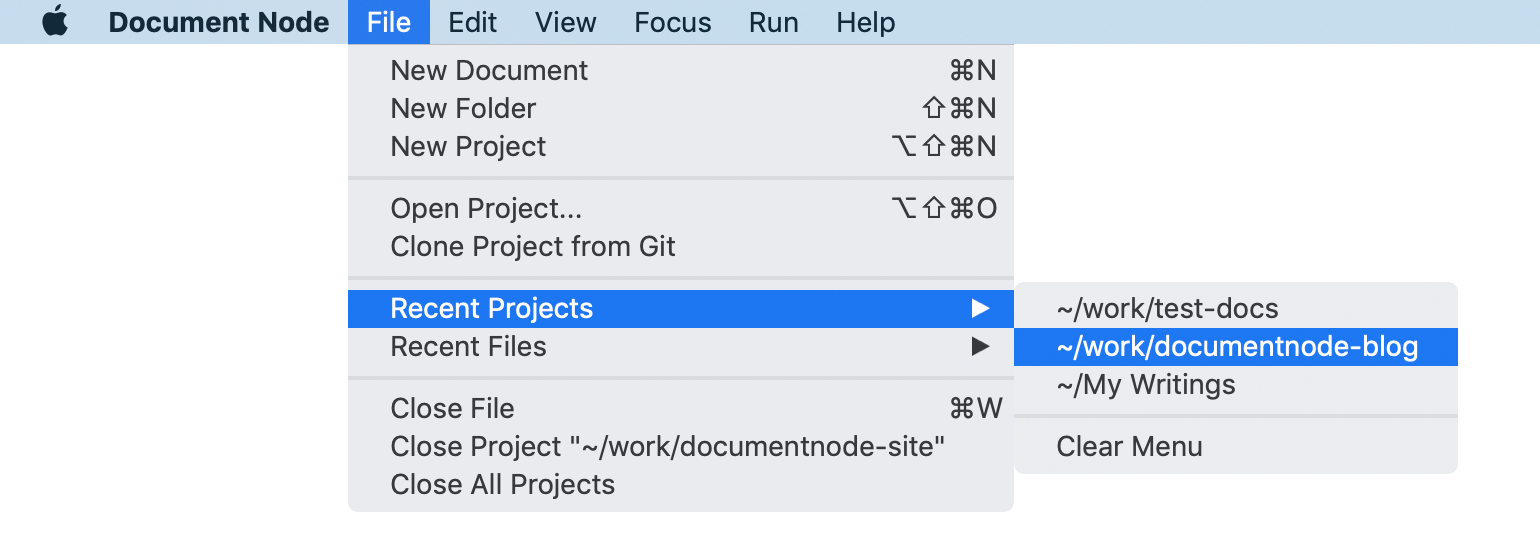 Document Node File Edit View Focus Run Help
New Document ⌘N
New Folder ⇧⌘N
New Project ⌥⇧⌘N
Open Project... ⌥⇧⌘O
Clone Project from Git
Recent Projects ▶
Recent Files ▶
Close File ⌘W
Close Project "~/work/documentnode-site"
Close All Projects
~/work/test-docs
~/work/documentnode-blog
~/My Writings
Clear Menu